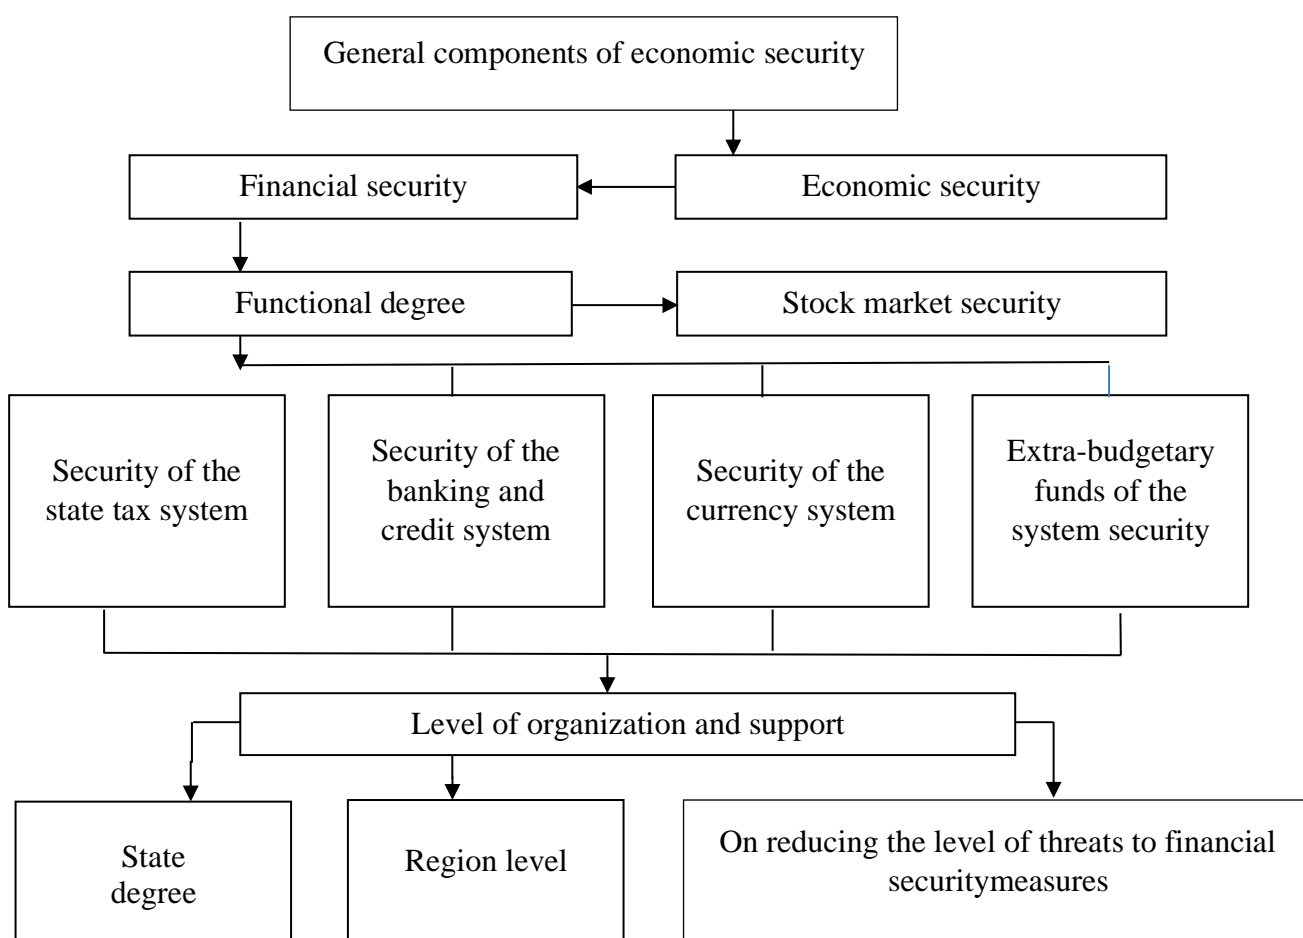 General components of economic security
Financial security
Economic security
Functional degree
Stock market security
Security of the
state tax system
Security of the
banking and
credit system
Security of the
currency system
Extra-budgetary
funds of the
system security
Level of organization and support
State
degree
Region level
On reducing the level of threats to financial
securitymeasures